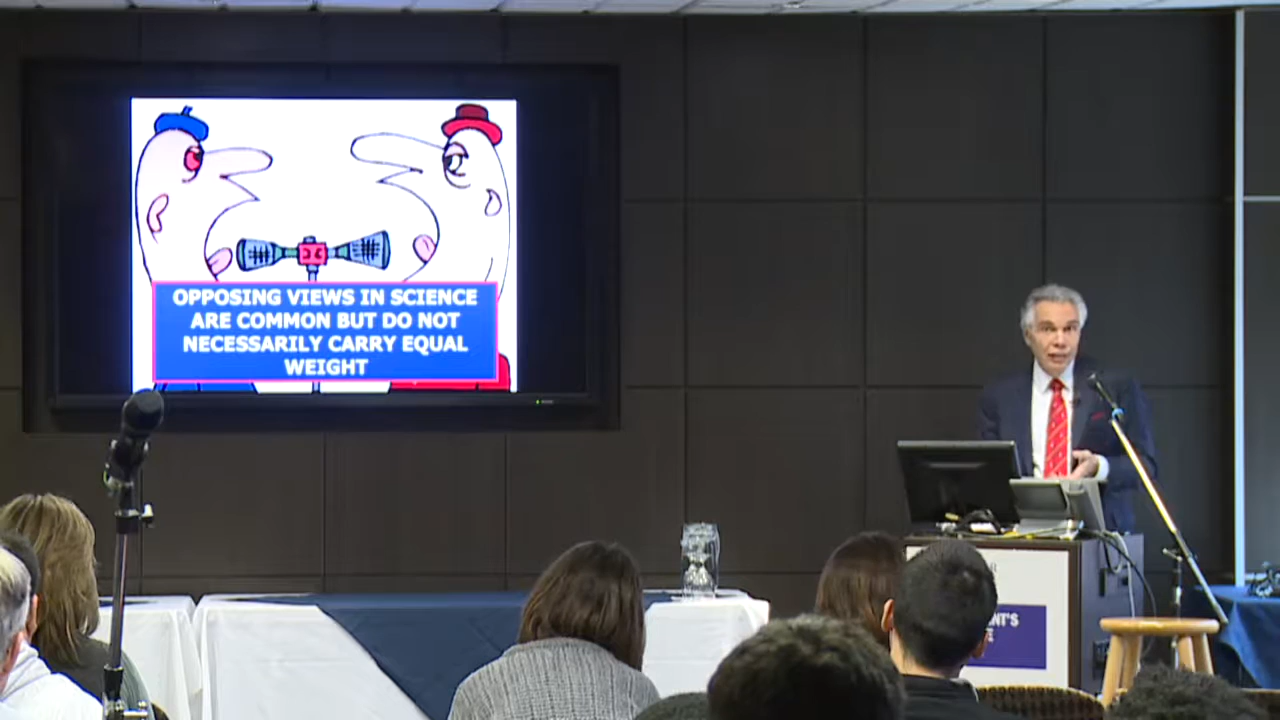 OPPOSING VIEWS IN SCIENCE
ARE COMMON BUT DO NOT
NECESSARILY CARRY EQUAL
WEIGHT